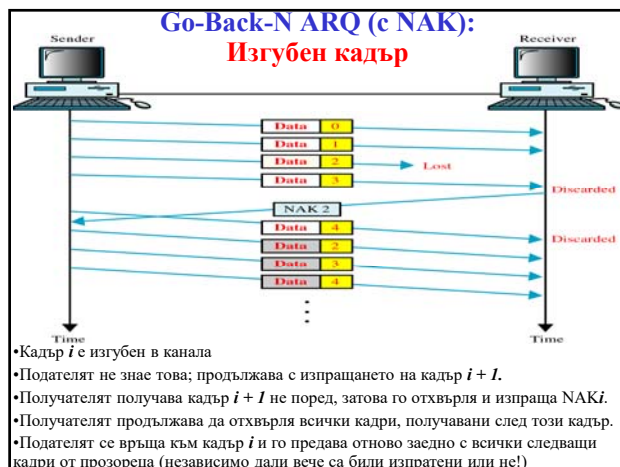 Go-Back-N ARQ (с NAK):
Изгубен кадър
Sender
Receiver
Data 0
Data 1
Data 2
Lost
Data 3
Discarded
NAK 2
Data 4
Discarded
Data 2
Data 3
Data 4
Time
Time
•Кадър i е изгубен в канала
•Подателят не знае това; продължава с изпращането на кадър i + 1.
•Получателят получава кадър i + 1 не поред, затова го отхвърля и изпраща NAKi.
•Получателят продължава да отхвърля всички кадри, получавани след този кадър.
•Подателят се връща към кадър i и го предава отново заедно с всички следващи
кадри от прозореца (независимо дали вече са били изпратени или не!)